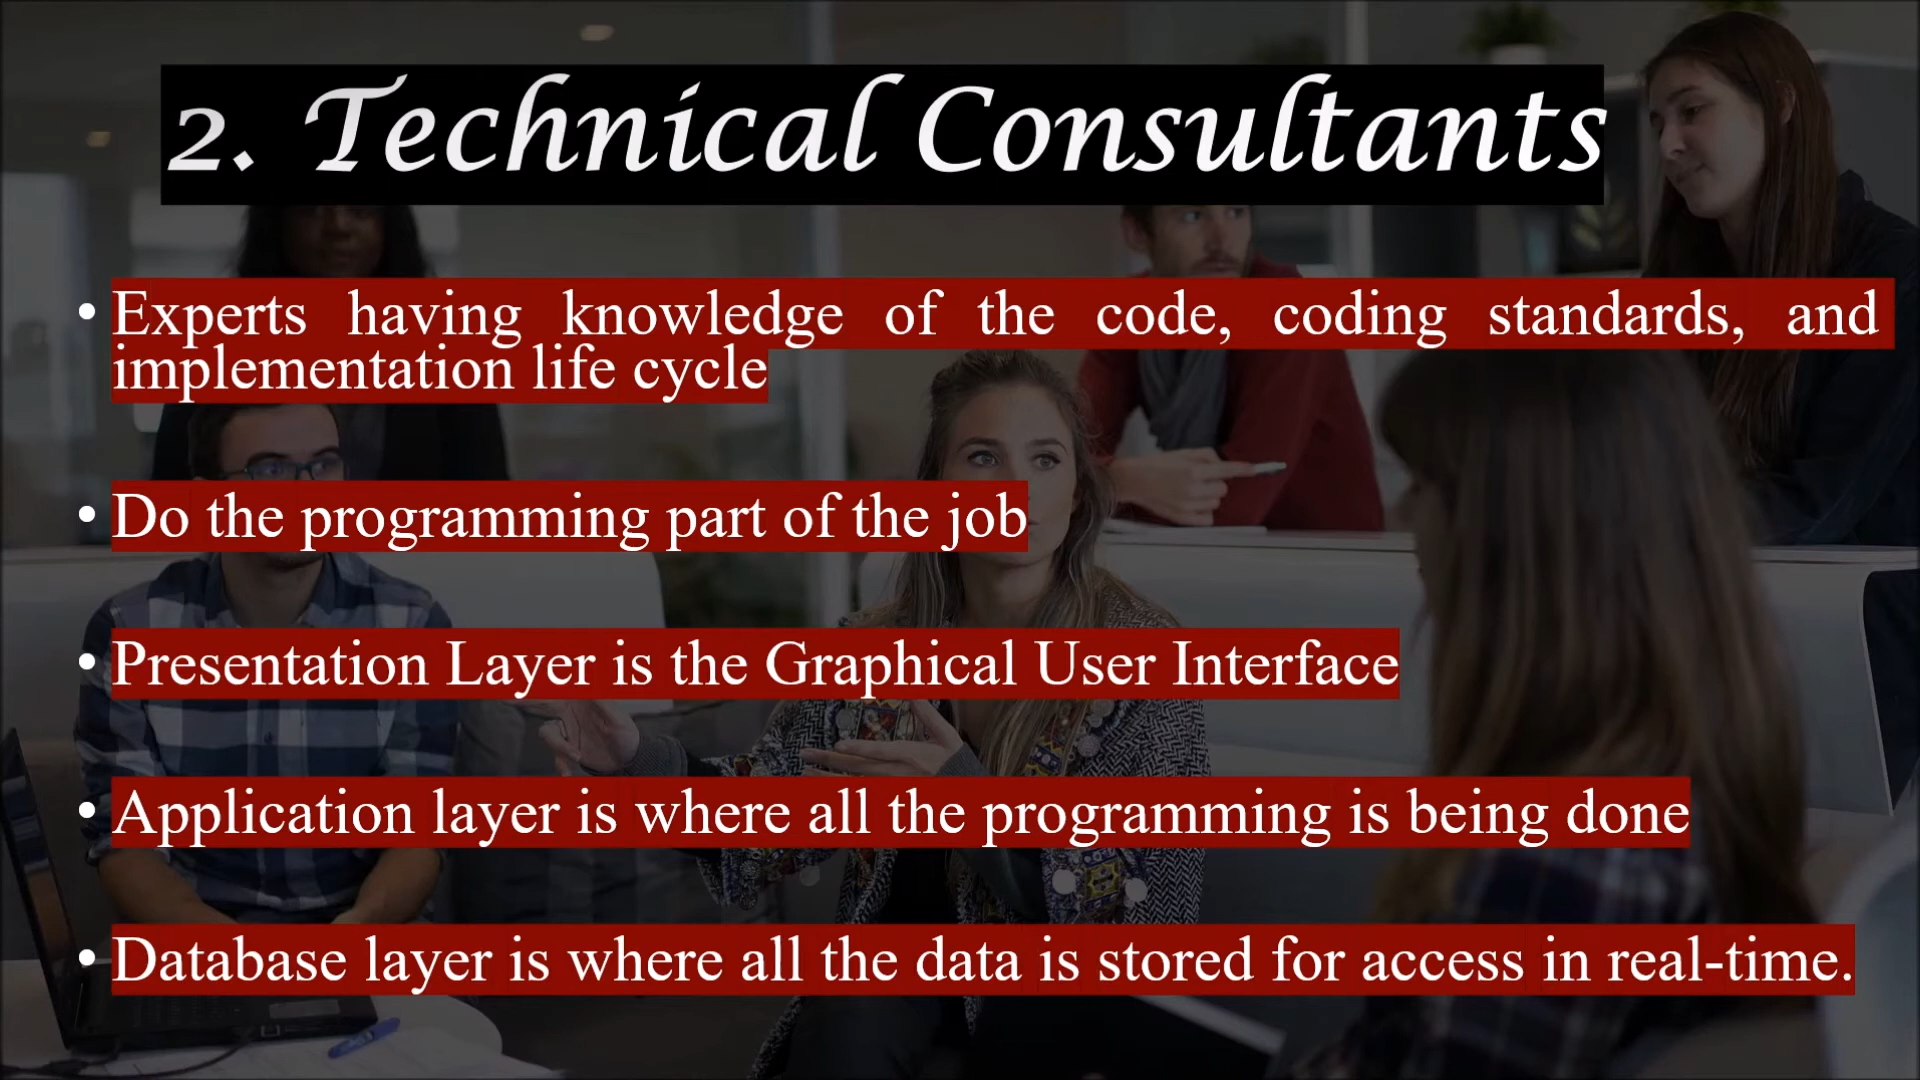 2. Technical Consultants
• Experts having knowledge of the code, coding standards, and
implementation life cycle
• Do the programming part of the job
• Presentation Layer is the Graphical User Interface
• Application layer is where all the programming is being done
• Database layer is where all the data is stored for access in real-time.